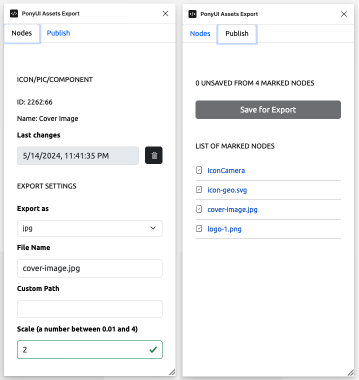 PonyUI Assets Export
Nodes
Publish
ICON/PIC/COMPONENT
ID: 2262:66
Name: Cover Image
Last changes
5/14/2024, 11:41:35 PM
EXPORT SETTINGS
Export as
jpg
File Name
cover-image.jpg
Custom Path
Scale (a number between 0.01 and 4)
2
PonyUI Assets Export
Nodes
Publish
0 UNSAVED FROM 4 MARKED NODES
Save for Export
LIST OF MARKED NODES
IconCamera
icon-geo.svg
cover-image.jpg
logo-1.png